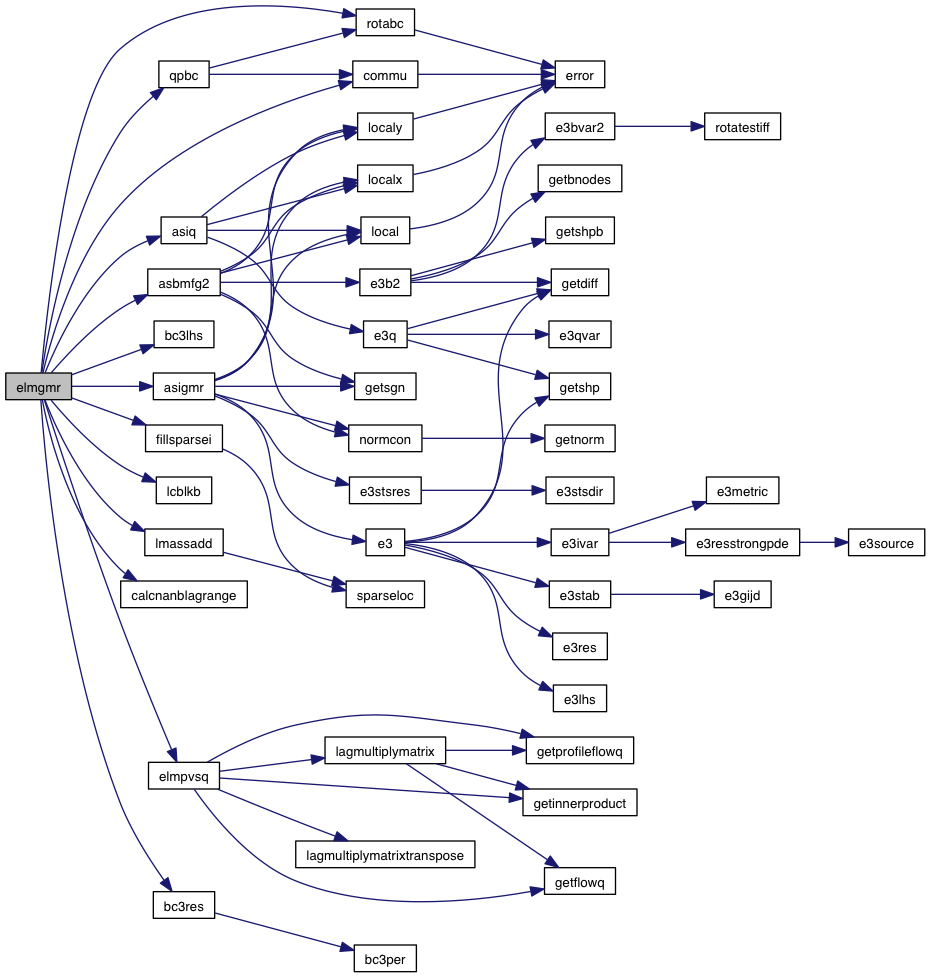 rotabc
qpbc
commu
error
localy
e3bvar2
rotatestiff
localx
getbnodes
asiq
local
getshpb
asbmfg2
e3b2
getdiff
bc3lhs
e3q
e3qvar
elmgmr
asigmr
getsgn
getshp
fillsparsei
normcon
getnorm
lcblkb
e3stsres
e3stsdir
e3metric
lmassadd
e3
e3ivar
e3resstrongpde
e3source
calcnanblagrange
sparseloc
e3stab
e3gijd
e3res
e3lhs
lagmultiplymatrix
getprofileflowq
elmpvsq
getinnerproduct
lagmultiplymatrixtranspose
getflowq
bc3res
bc3per